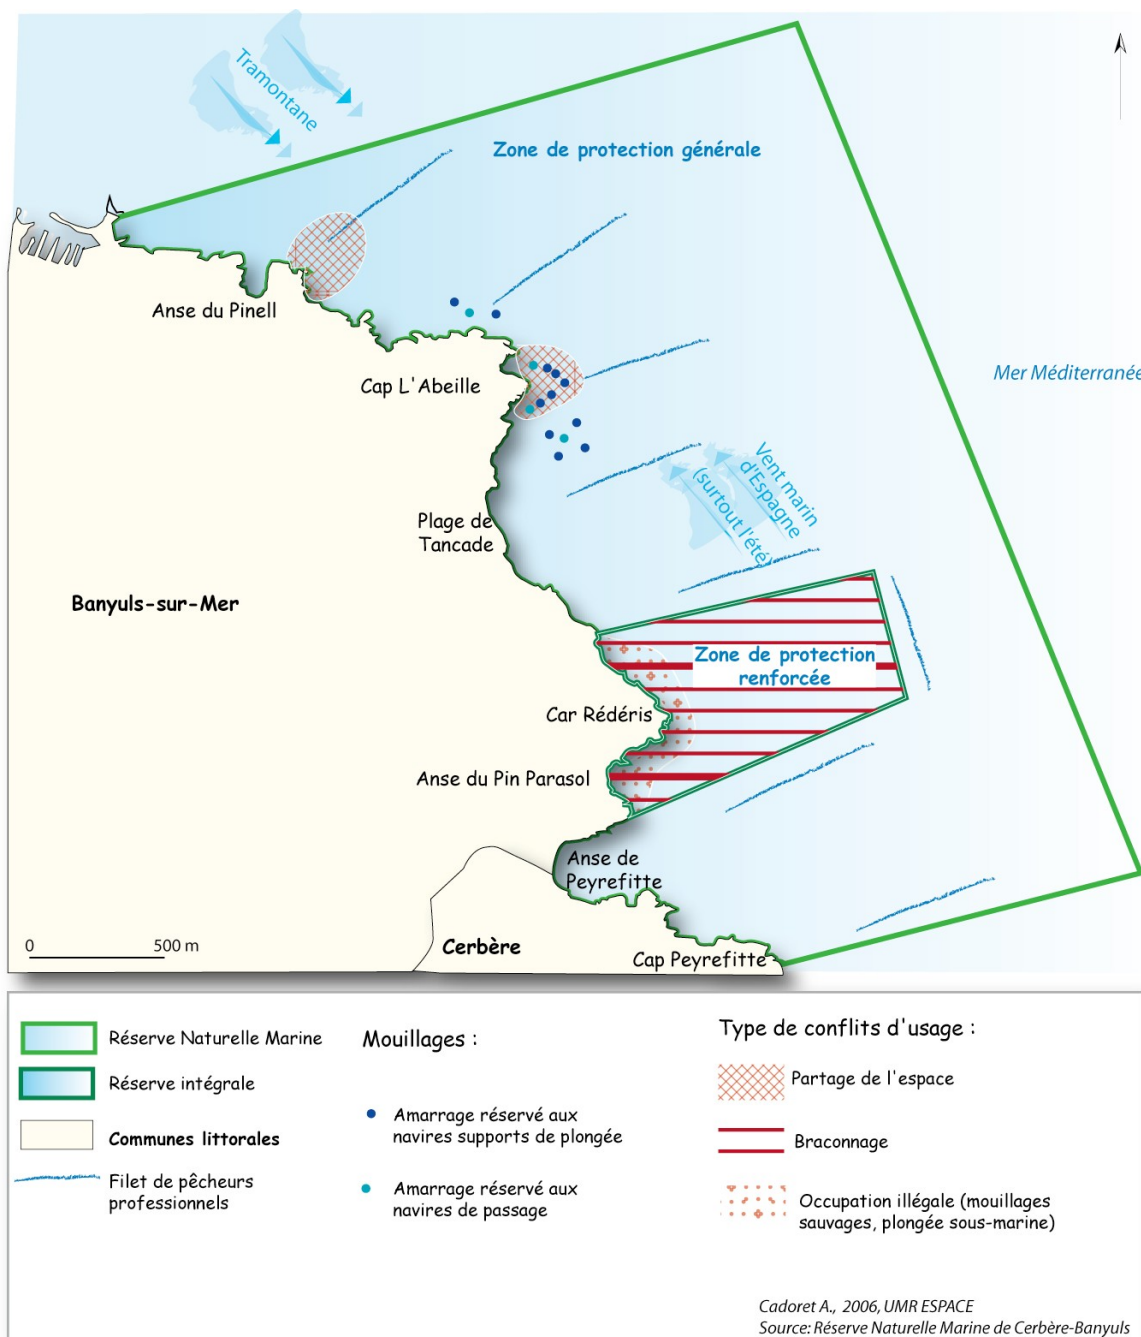 Tramontane
Zone de protection générale
Anse du Pinell
Cap L'Abeille
Mer Méditerranée
Vent marin
d'Espagne
(surtout l'été)
Plage de
Tancade
Banyuls-sur-Mer
Zone de protection
renforcée
Car Rédéris
Anse du Pin Parasol
Anse de
Peyrefitte
Cerbère
Cap Peyrefitte
0 500 m
Réserve Naturelle Marine
Réserve intégrale
Communes littorales
Filet de pêcheurs
professionnels
Mouillages :
Amarrage réservé aux
navires supports de plongée
Amarrage réservé aux
navires de passage
Type de conflits d'usage :
Partage de l'espace
Braconnage
Occupation illégale (mouillages
sauvages, plongée sous-marine)
Cadoret A., 2006, UMR ESPACE
Source: Réserve Naturelle Marine de Cerbère-Banyuls